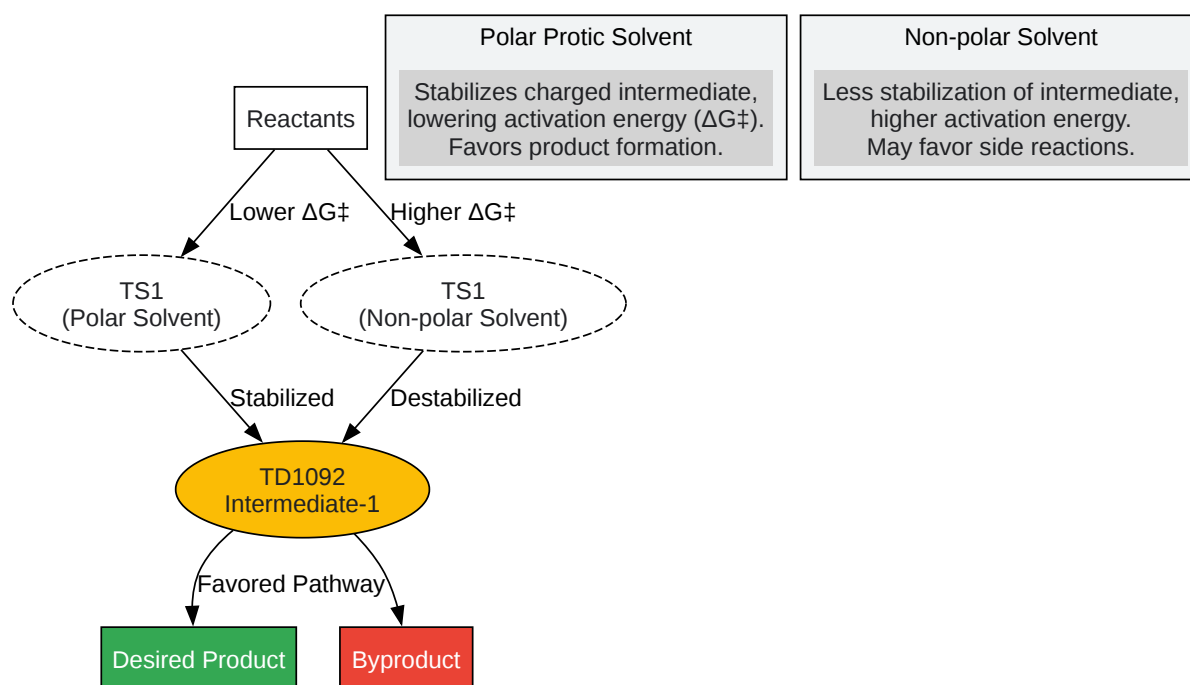 Polar Protic Solvent
Stabilizes charged intermediate,
lowering activation energy (ΔG‡).
Favors product formation.
Non-polar Solvent
Less stabilization of intermediate,
higher activation energy.
May favor side reactions.
Reactants
Lower ΔG‡
Higher ΔG‡
TS1
(Polar Solvent)
TS1
(Non-polar Solvent)
Stabilized
Destabilized
TD1092
Intermediate-1
Favored Pathway
Desired Product
Byproduct